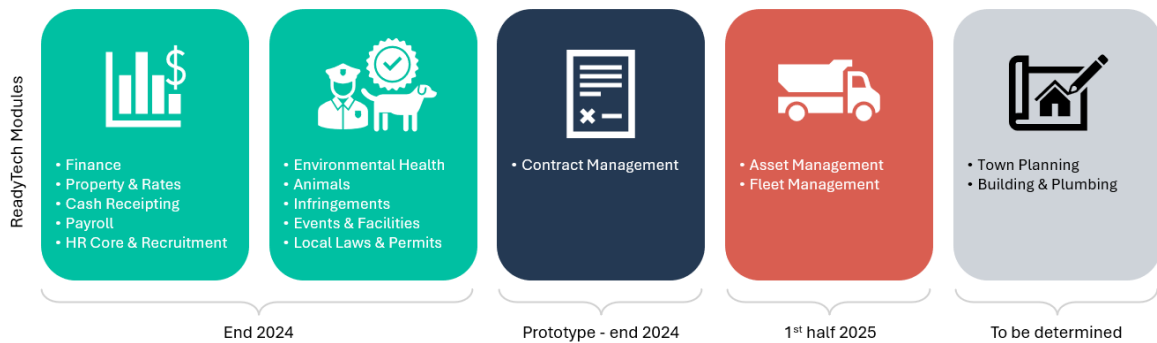 ReadyTech Modules
$
• Finance
• Property & Rates
• Cash Receipting
• Payroll
• HR Core & Recruitment
• Environmental Health
• Animals
• Infringements
• Events & Facilities
• Local Laws & Permits
• Contract Management
• Asset Management
• Fleet Management
• Town Planning
• Building & Plumbing
End 2024
Prototype - end 2024
1st half 2025
To be determined